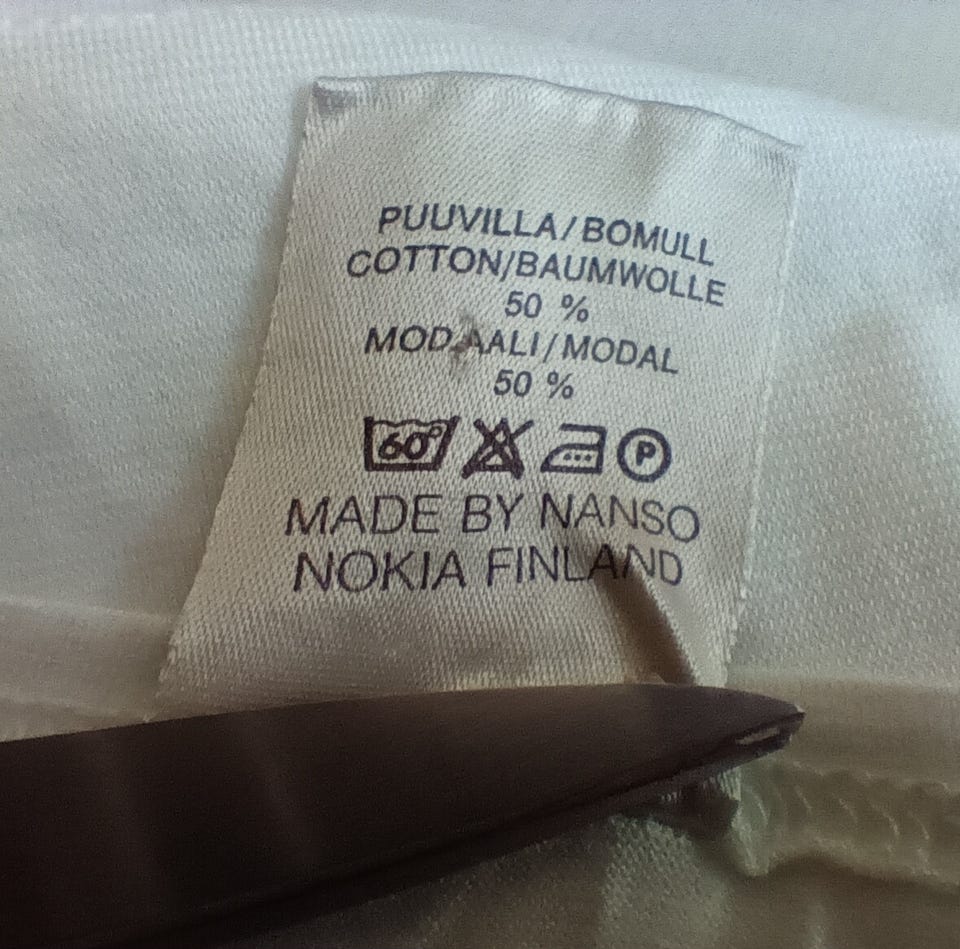 PUUVILLA/BOMULL
COTTON/BAUMWOLLE
50 %
MODAALI/MODAL
50 %
60° P
MADE BY NANSO
NOKIA FINLAND